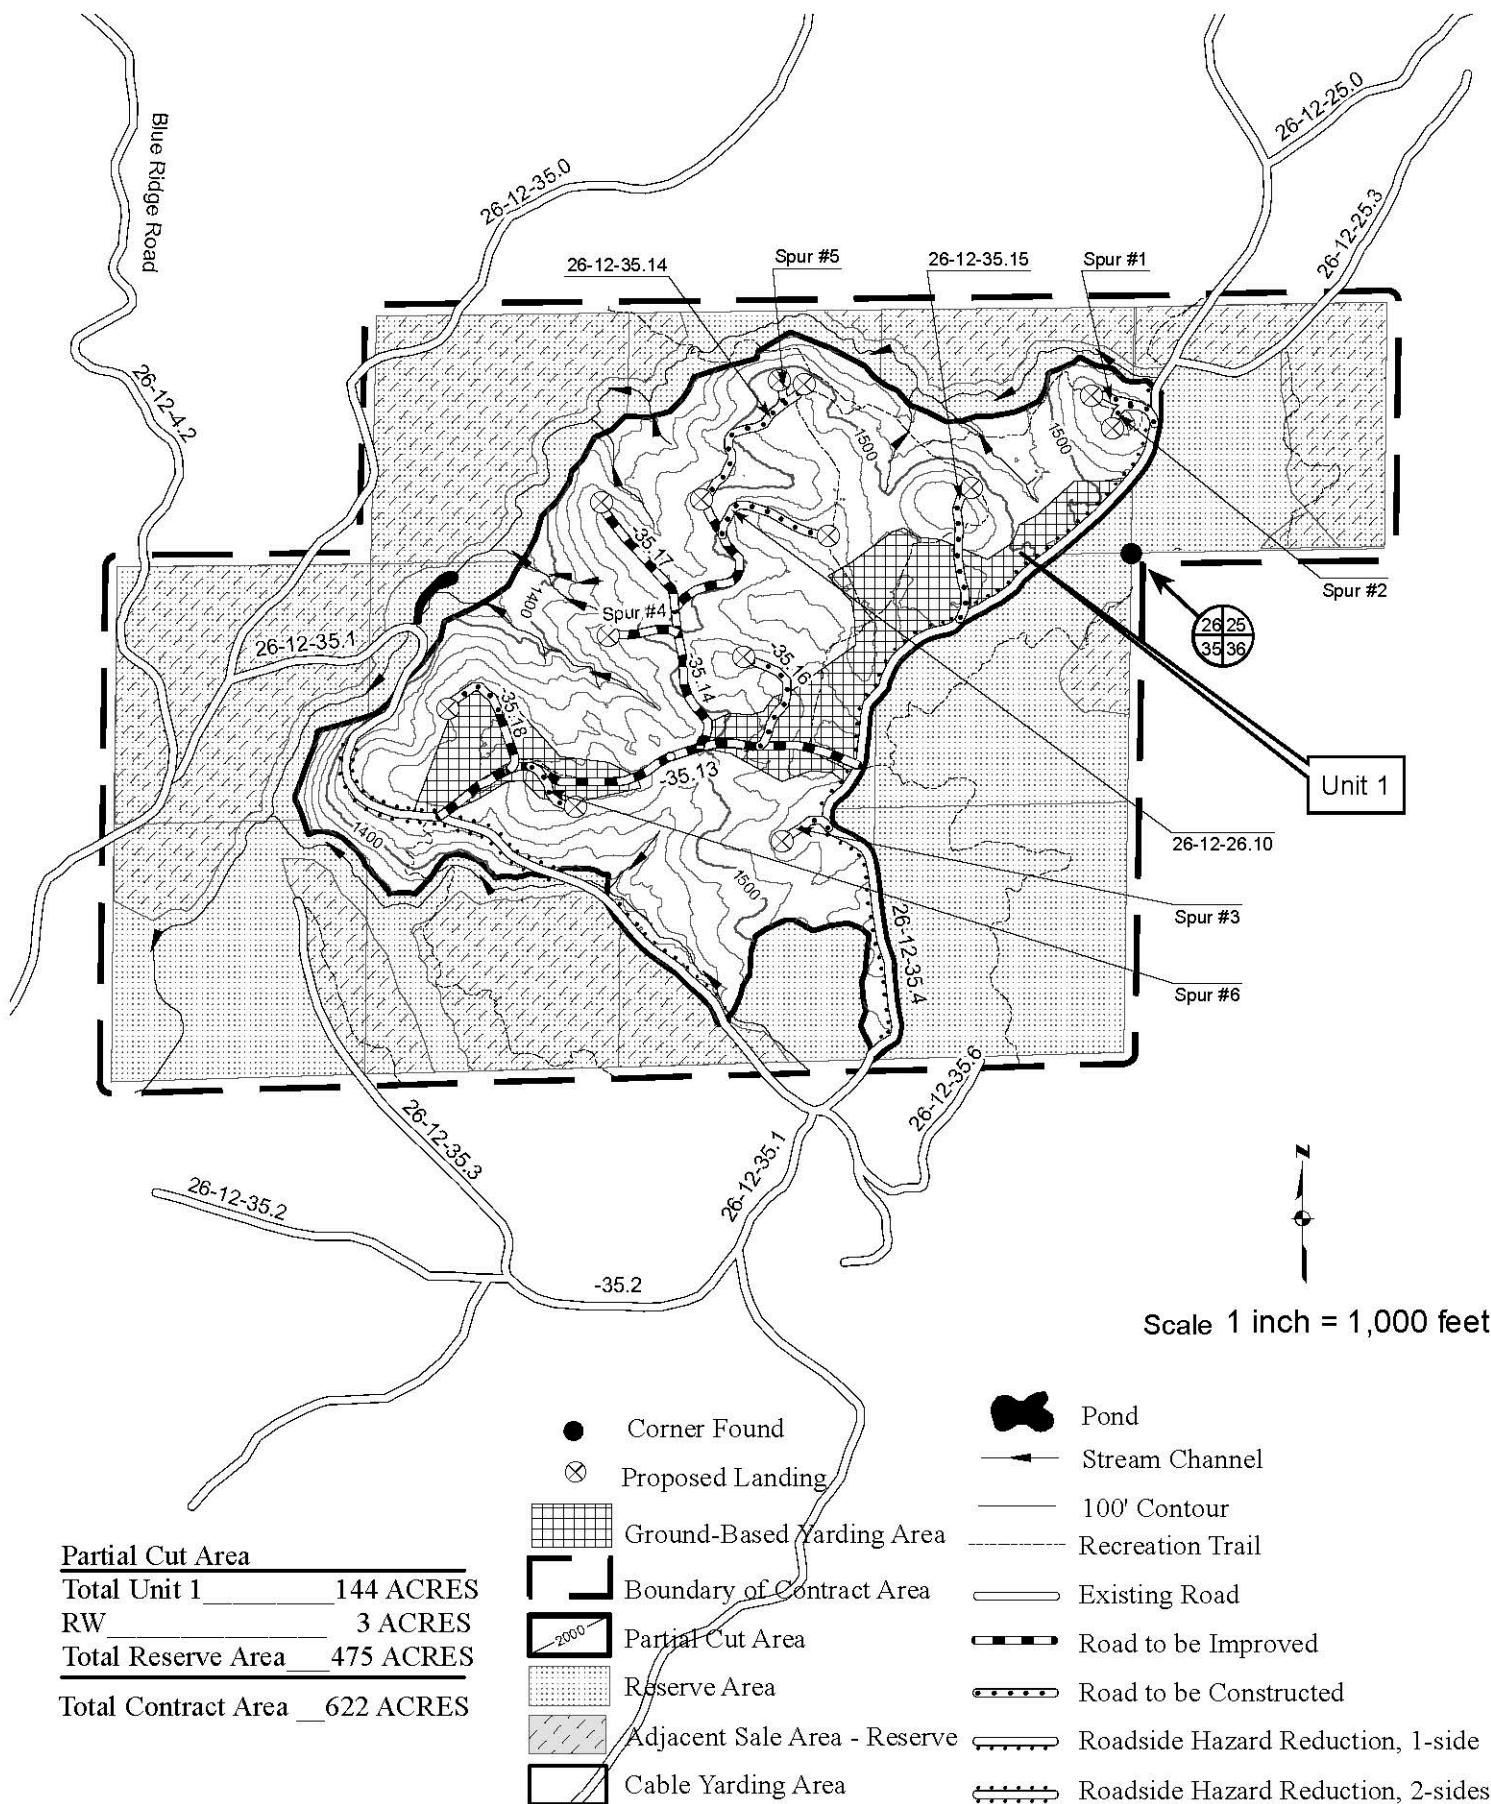 26-12-25.0
Blue Ridge Road
26-12-35.0
26-12-25.3
26-12-35.14
Spur #5
26-12-35.15
Spur #1
26-12-4.2
1500
1500
-35.17
Spur #2
1400
Spur #4
26 25
35 36
26-12-35.1
-35.14
-35.16
-35.18
-35.13
Unit 1
1400
26-12-26.10
1500
Spur #3
26-12-35.4
Spur #6
26-12-35.6
26-12-35.3
26-12-35.1
26-12-35.2
-35.2
N
Scale 1 inch = 1,000 feet
Corner Found
Proposed Landing
Ground-Based Yarding Area
Boundary of Contract Area
2000
Partial Cut Area
Reserve Area
Adjacent Sale Area - Reserve
Cable Yarding Area
Pond
Stream Channel
100' Contour
Recreation Trail
Existing Road
Road to be Improved
Road to be Constructed
Roadside Hazard Reduction, 1-side
Roadside Hazard Reduction, 2-sides
Partial Cut Area
Total Unit 1__________144 ACRES
RW_________________ 3 ACRES
Total Reserve Area___475 ACRES
Total Contract Area __622 ACRES